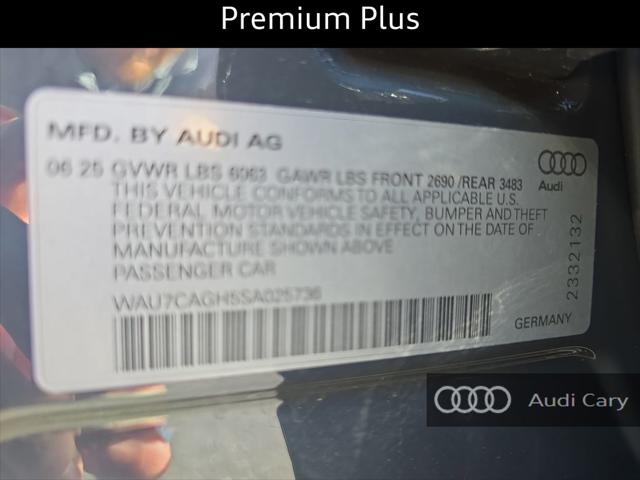 Premium Plus
MFD. BY AUDI AG
06 25 GVWR LBS 6063 GAWR LBS FRONT 2690 /REAR 3483
THIS VEHICLE CONFORMS TO ALL APPLICABLE U.S.
FEDERAL MOTOR VEHICLE SAFETY, BUMPER AND THEFT
PREVENTION STANDARDS IN EFFECT ON THE DATE OF
MANUFACTURE SHOWN ABOVE
PASSENGER CAR
WAU7CAGH5SA025736
Audi
2332132
GERMANY
Audi Cary